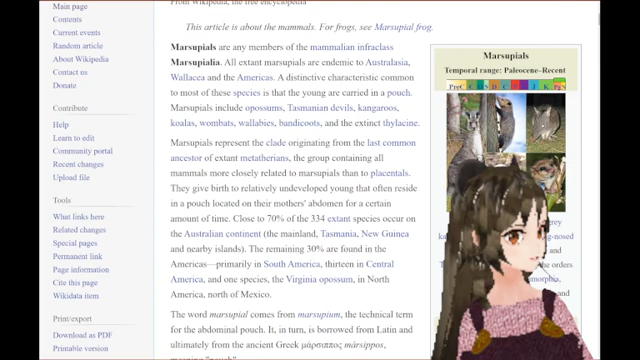 Main page
Contents
Current events
Random article
About Wikipedia
Contact us
Donate
Contribute
Help
Learn to edit
Community portal
Recent changes
Upload file
Tools
What links here
Related changes
Special pages
Permanent link
Page information
Cite this page
Wikidata item
Print/export
Download as PDF
Printable version
From Wikipedia, the free encyclopedia
This article is about the mammals. For frogs, see Marsupial frog.
Marsupials are any members of the mammalian infraclass
Marsupialia. All extant marsupials are endemic to Australasia,
Wallacea and the Americas. A distinctive characteristic common
to most of these species is that the young are carried in a pouch.
Marsupials include opossums, Tasmanian devils, kangaroos,
koalas, wombats, wallabies, bandicoots, and the extinct thylacine.
Marsupials represent the clade originating from the last common
ancestor of extant metatherians, the group containing all
mammals more closely related to marsupials than to placentals.
They give birth to relatively undeveloped young that often reside
in a pouch located on their mothers' abdomen for a certain
amount of time. Close to 70% of the 334 extant species occur on
the Australian continent (the mainland, Tasmania, New Guinea
and nearby islands). The remaining 30% are found in the
Americas—primarily in South America, thirteen in Central
America, and one species, the Virginia opossum, in North
America, north of Mexico.
The word marsupial comes from marsupium, the technical term
for the abdominal pouch. It, in turn, is borrowed from Latin and
ultimately from the ancient Greek μάρσιππος mársippos,
meaning "pouch".
Marsupials
Temporal range: Paleocene–Recent
PreЄ Є O S D C P T J K Pg N
grey
-nosed
and
the orders
and